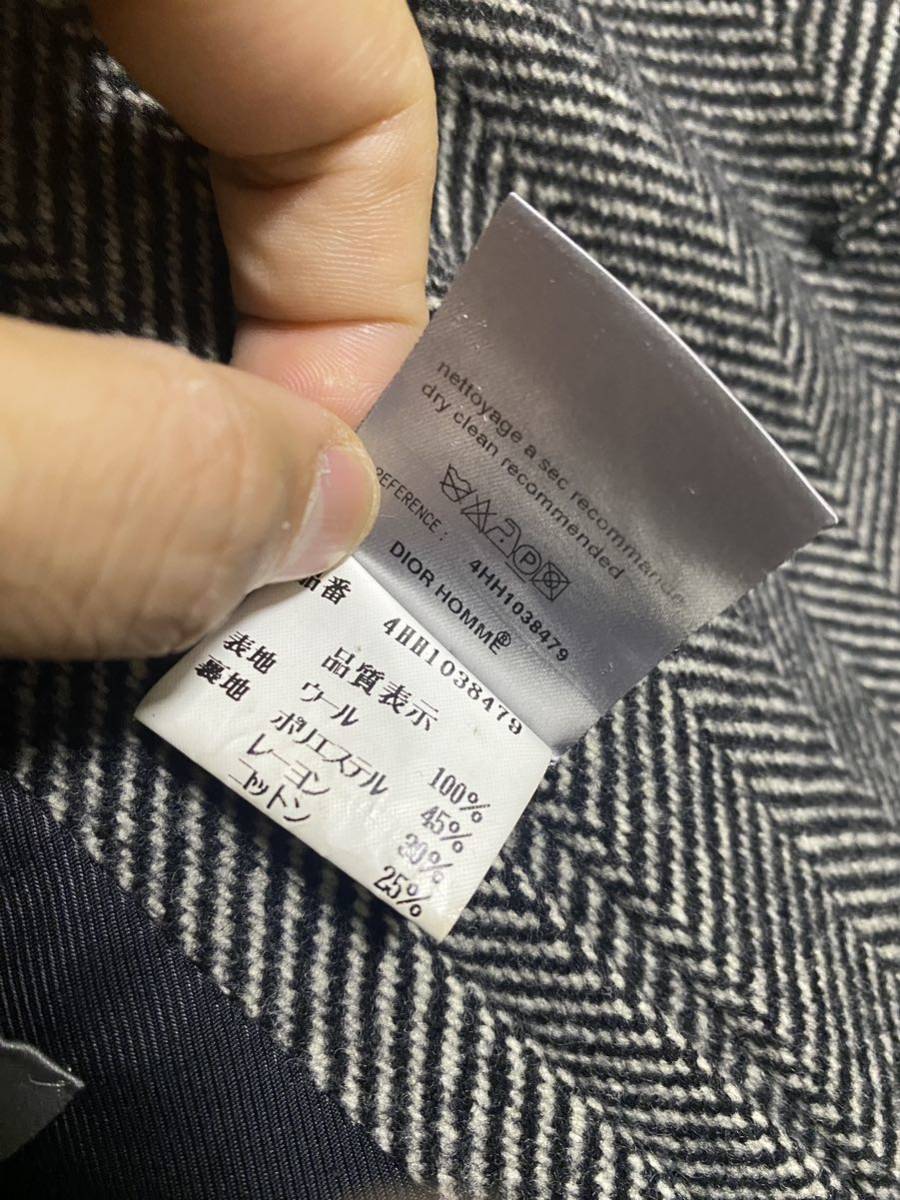 nettoyage a sec recommande
dry clean recommended
P
REFERENCE : 4HH1038479
DIOR HOMME®
品番 4HH1038479
品質表示
表地 ウール 100%
裏地 ポリエステル 45%
レーヨン 30%
コットン 25%